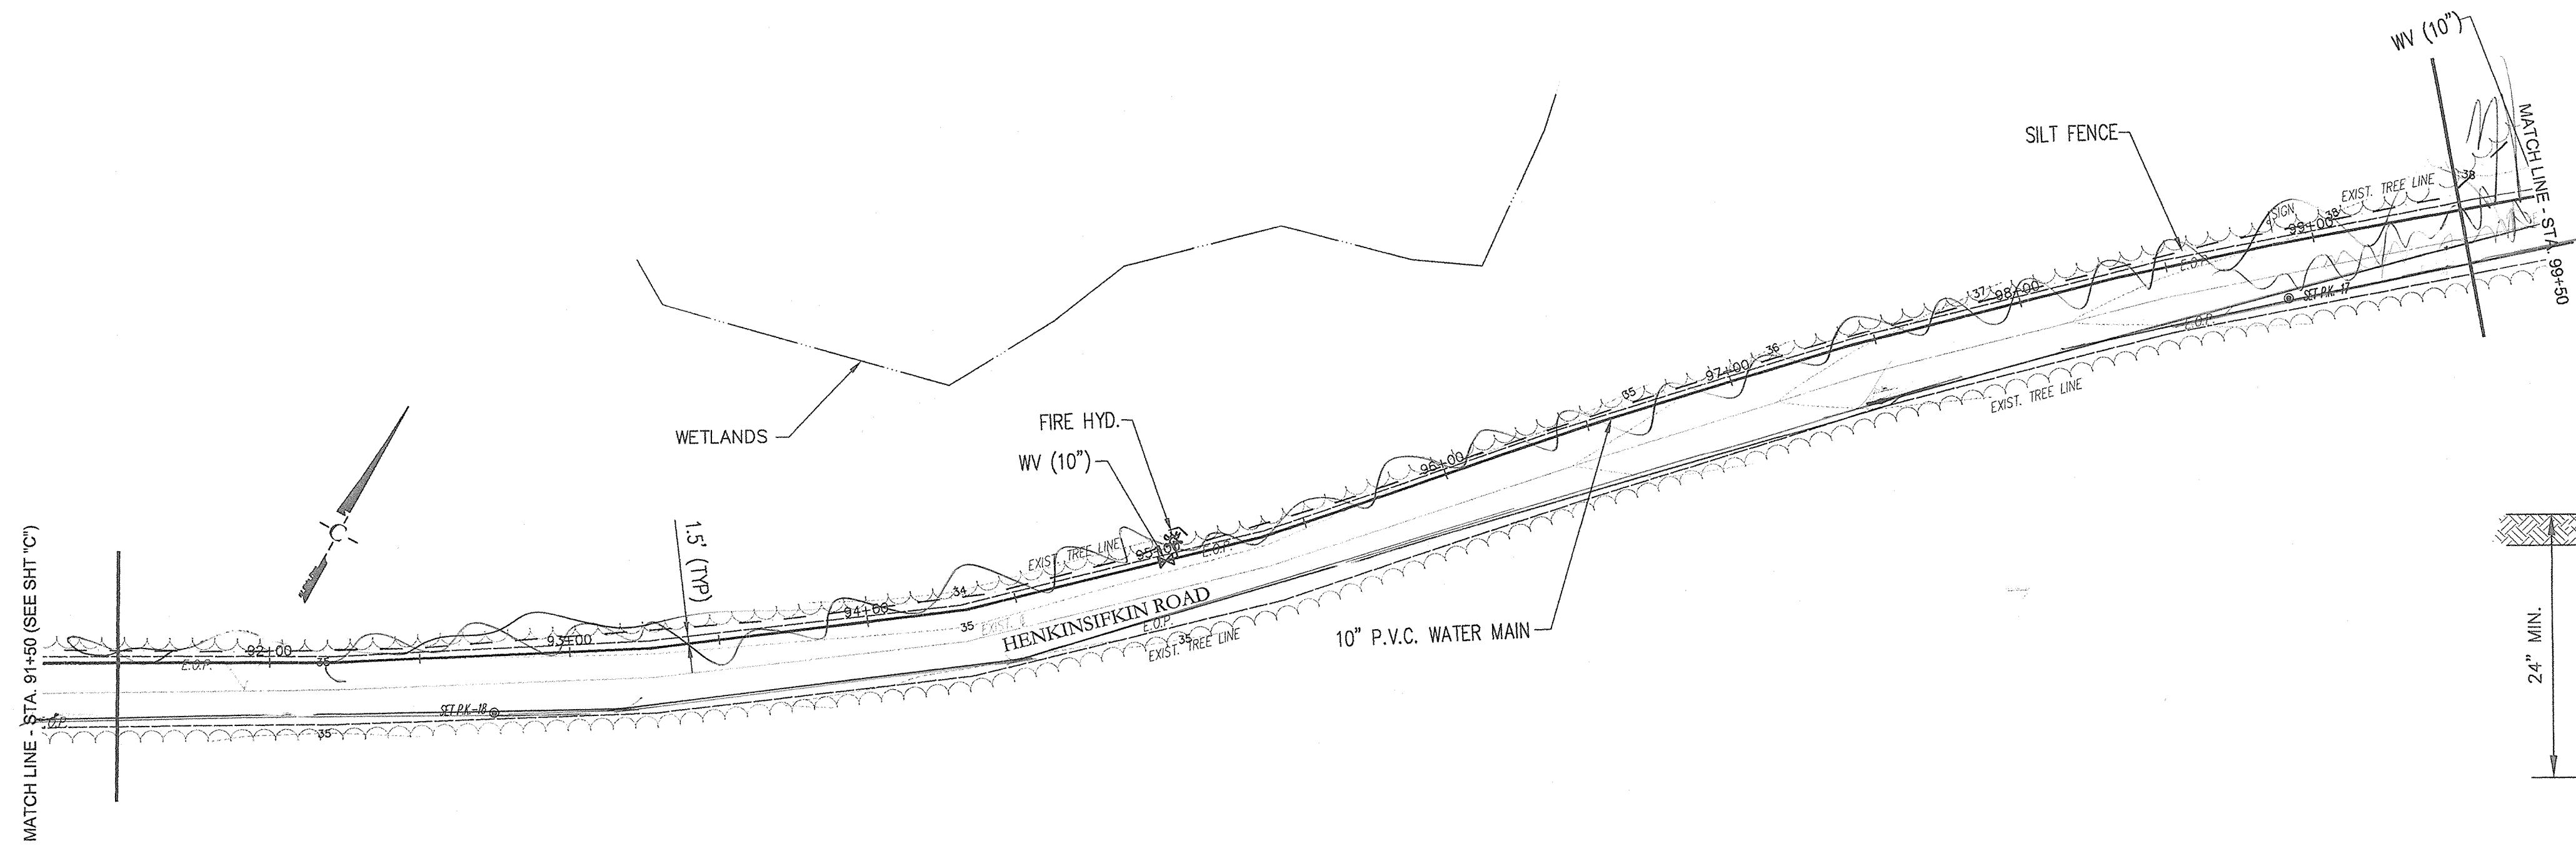 WV (10")
MATCH LINE - STA. 99+50
SILT FENCE
EXIST. TREE LINE
38
SIGN
38
99+00
E.O.P.
37
98+00
SET P.K.-17
E.O.P.
36
97+00
35
EXIST. TREE LINE
WETLANDS
FIRE HYD.
WV (10")
96+00
10" P.V.C. WATER MAIN
24" MIN.
EXIST. TREE LINE
95+00
E.O.P.
1.5' (TYP)
34
94+00
35
HENKINSIFKIN ROAD
E.O.P.
35
EXIST. TREE LINE
93+00
92+00
E.O.P.
35
SET P.K.-18
35
MATCH LINE - STA. 91+50 (SEE SHT "C")